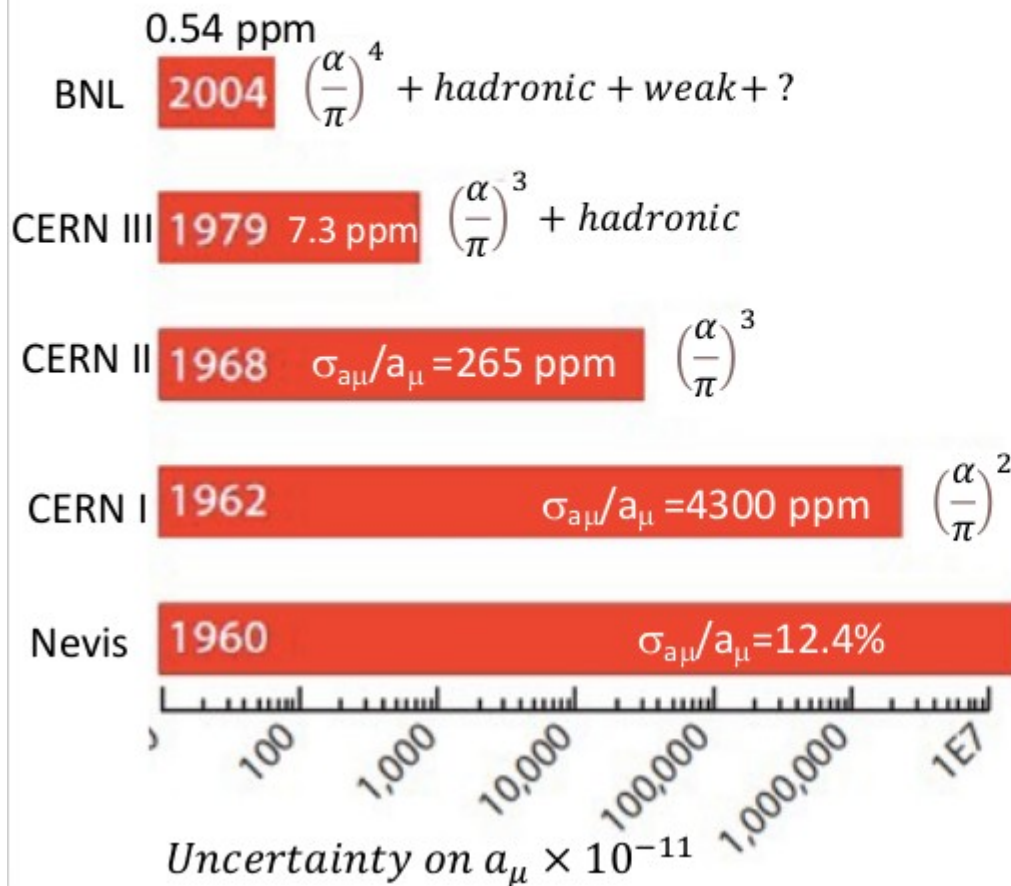 0.54 ppm
BNL 2004 (α/π)⁴ + hadronic + weak + ?
CERN III 1979 7.3 ppm (α/π)³ + hadronic
CERN II 1968 σaμ/aμ =265 ppm (α/π)³
CERN I 1962 σaμ/aμ =4300 ppm (α/π)²
Nevis 1960 σaμ/aμ=12.4%
100 1,000 10,000 100,000 1,000,000 1E7
Uncertainty on aμ × 10⁻¹¹